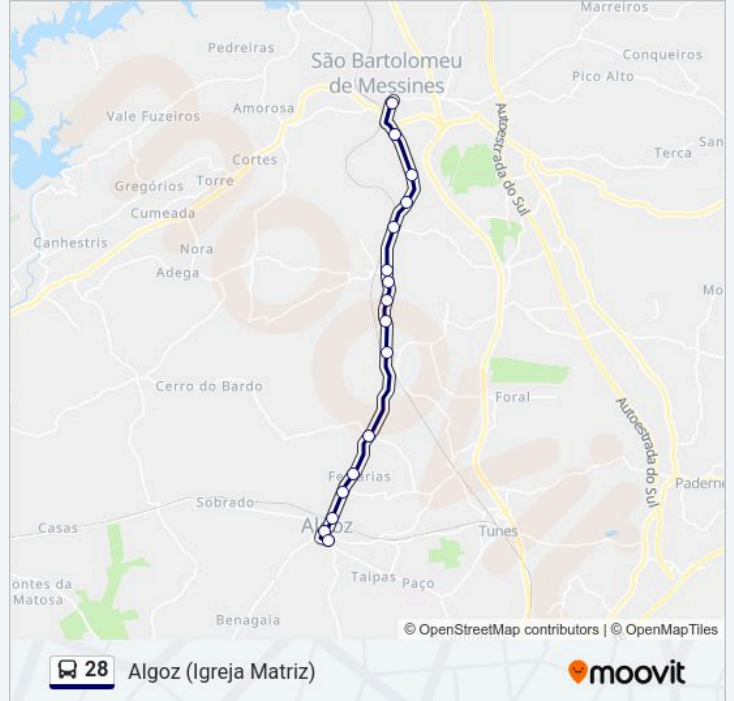 Marreiros
Pedreiras
São Bartolomeu
de Messines
Conqueiros
Pico Alto
Vale Fuzeiros
Amorosa
Autoestrada do Sul
Terca
San
Cortes
Gregórios
Torre
Cumeada
Canhestris
Nora
Adega
Mo
moovit
Cerro do Bardo
Foral
Autoestrada do Sul
Paderne
Sobrado
Algoz
Tunes
Casas
ontes da
Matosa
Taipas
Paço
Benagaia
© OpenStreetMap contributors | © OpenMapTiles
28 Algoz (Igreja Matriz)
moovit